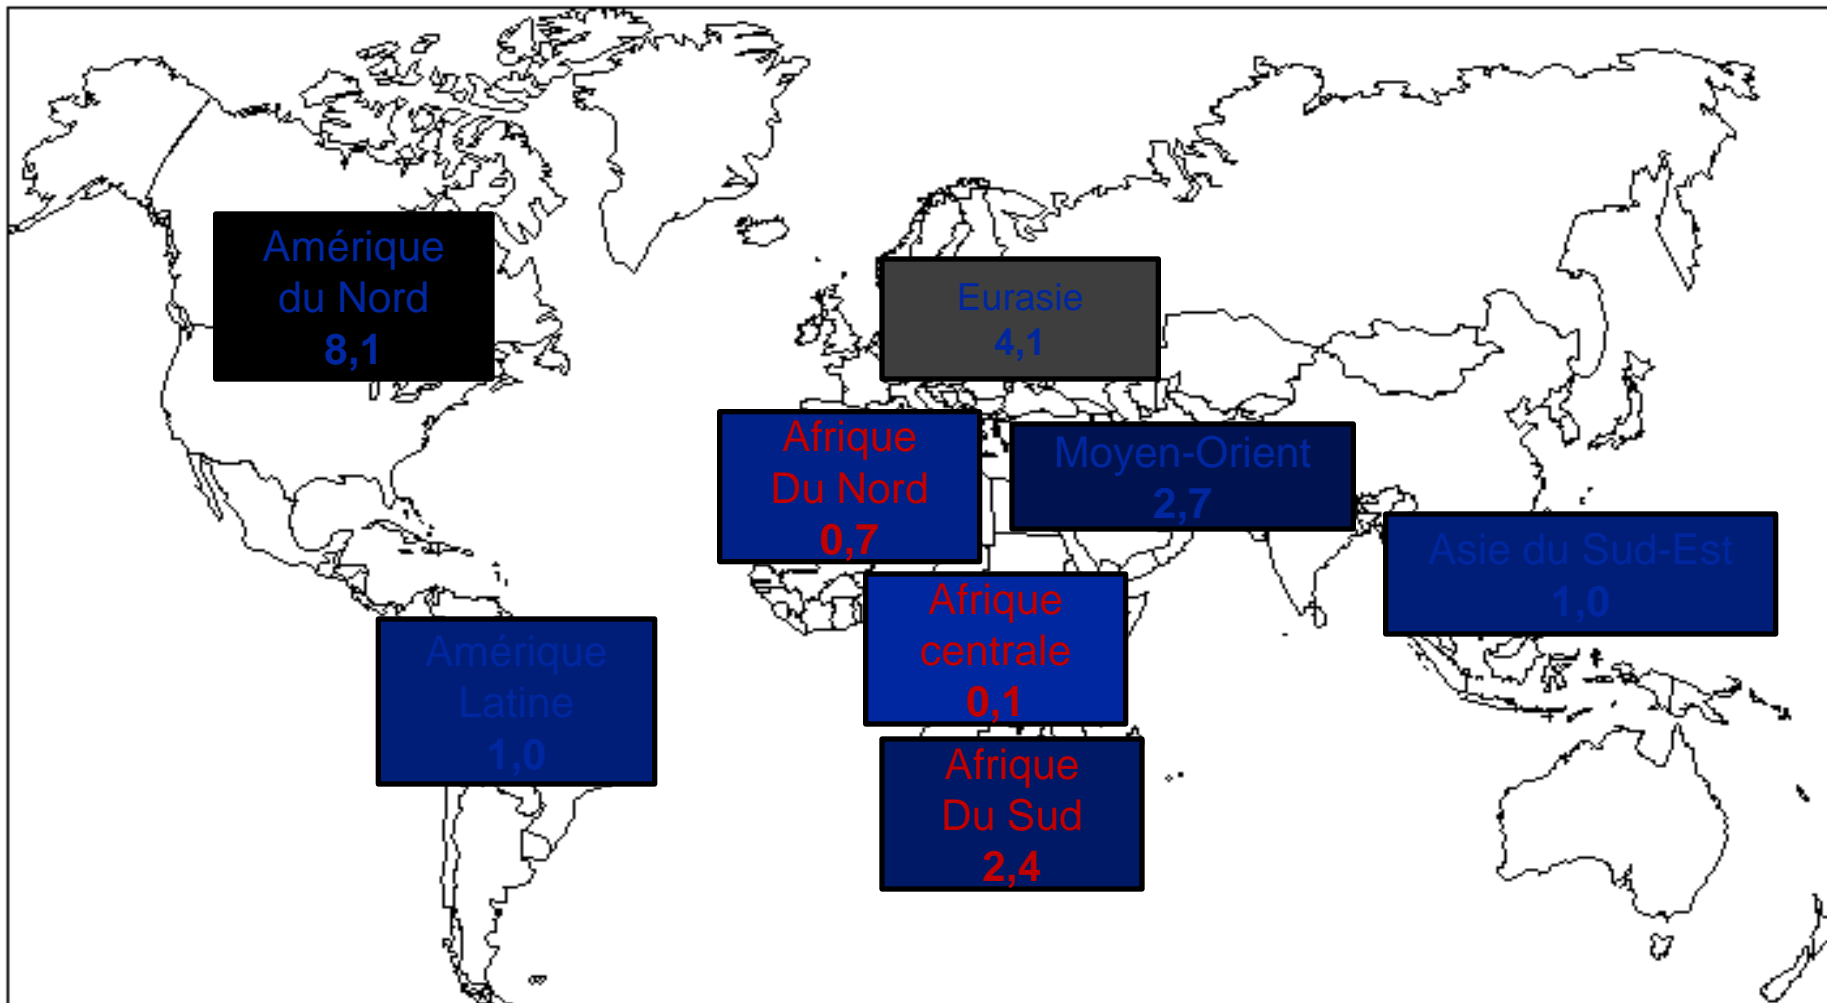 Amérique
du Nord
8,1
Eurasie
4,1
Afrique
Du Nord
0,7
Moyen-Orient
2,7
Asie du Sud-Est
1,0
Afrique
centrale
0,1
Amérique
Latine
1,0
Afrique
Du Sud
2,4